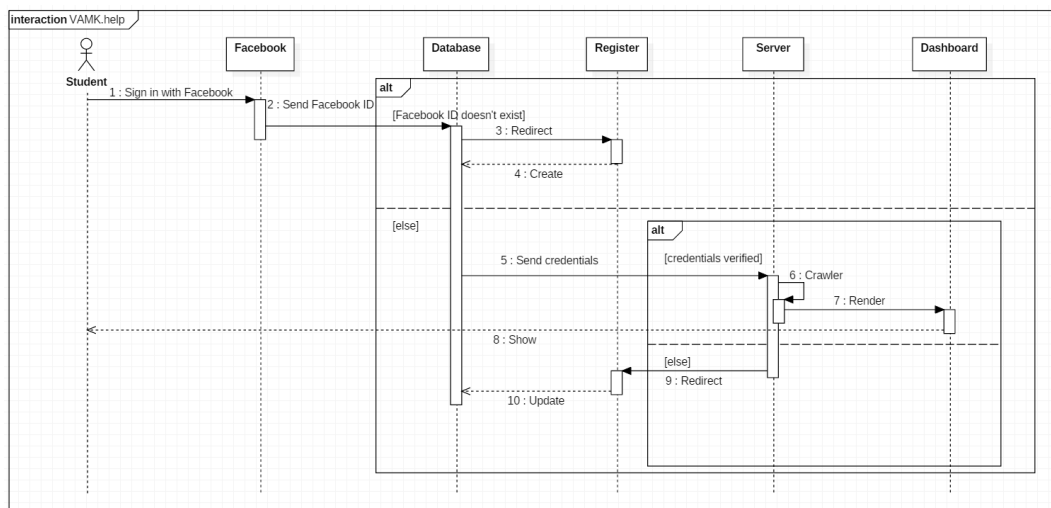 interaction VAMK.help
Student
Facebook
Database
Register
Server
Dashboard
alt
1 : Sign in with Facebook
2 : Send Facebook ID
[Facebook ID doesn't exist]
3 : Redirect
4 : Create
[else]
alt
5 : Send credentials
[credentials verified]
6 : Crawler
7 : Render
8 : Show
[else]
9 : Redirect
10 : Update